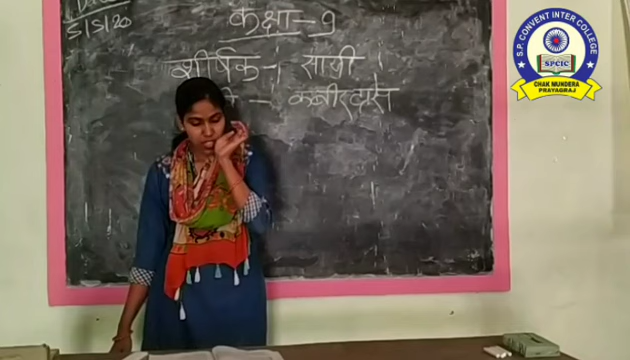 5/5/20
कक्षा - 9
शीर्षक - साखी
- कबीरदास
S.P. CONVENT INTER COLLEGE
SPCIC
CHAK MUNDERA
PRAYAGRAJ